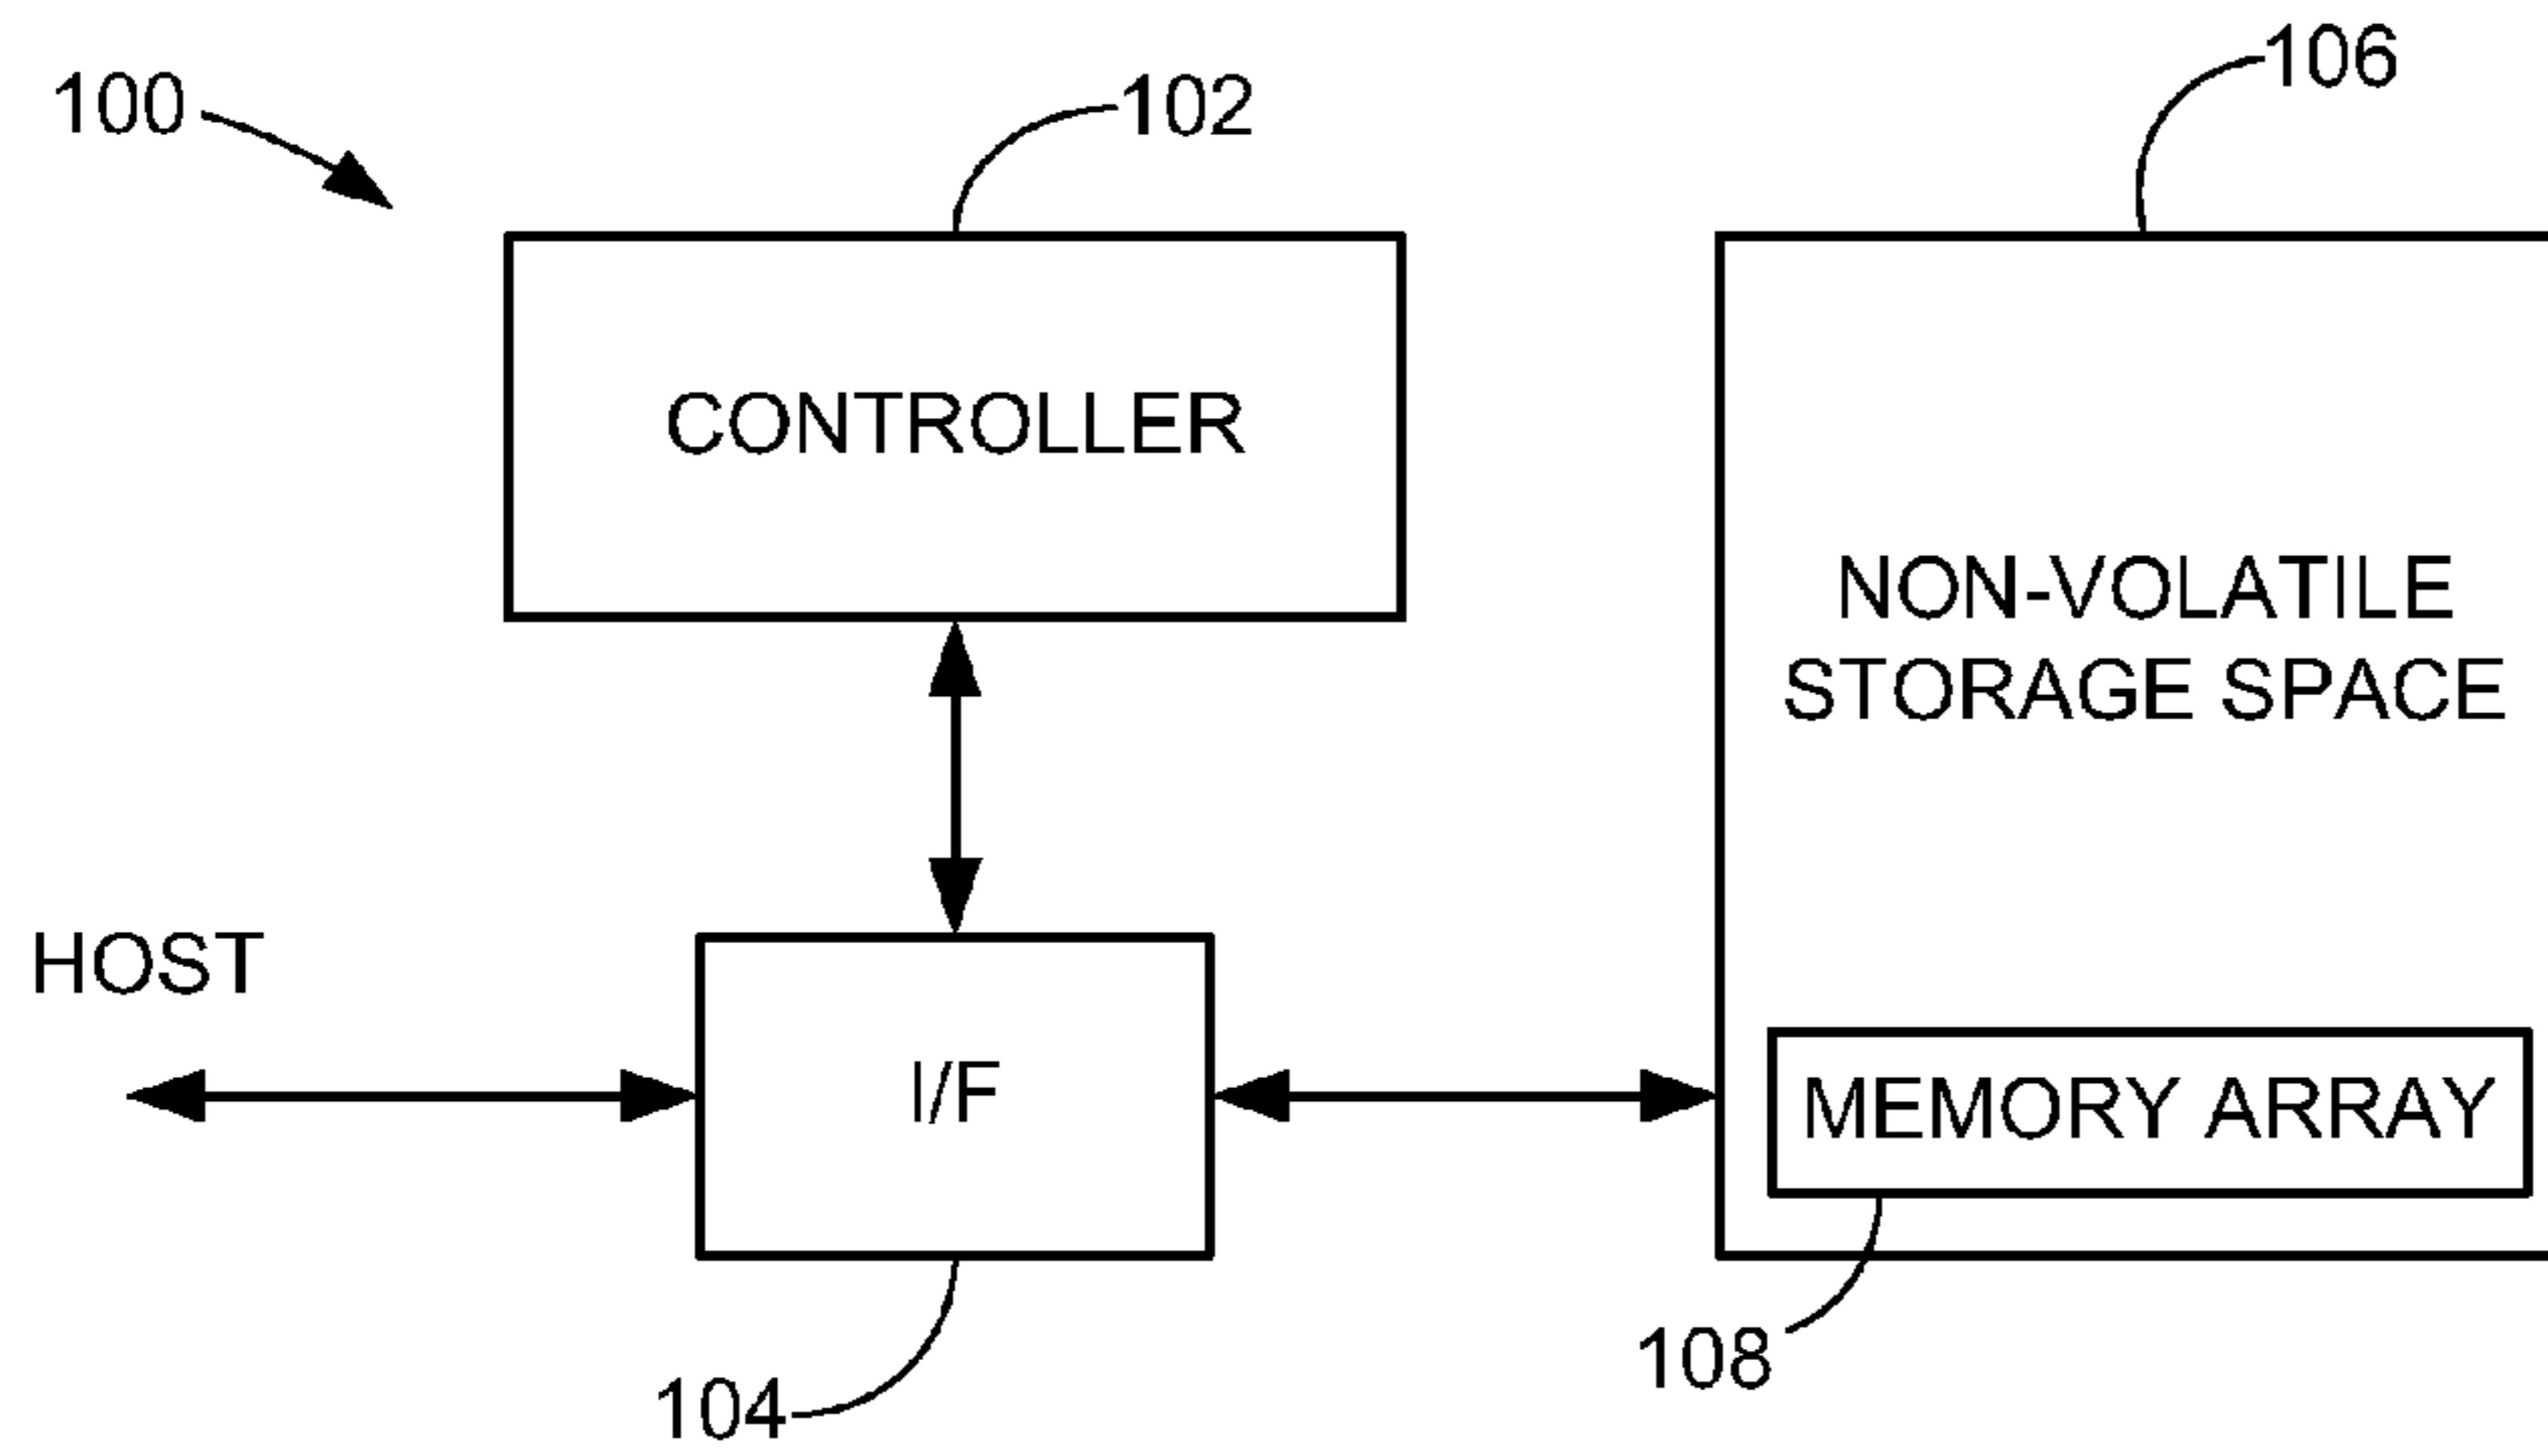 100
102
106
CONTROLLER
NON-VOLATILE
STORAGE SPACE
HOST
I/F
MEMORY ARRAY
108
104